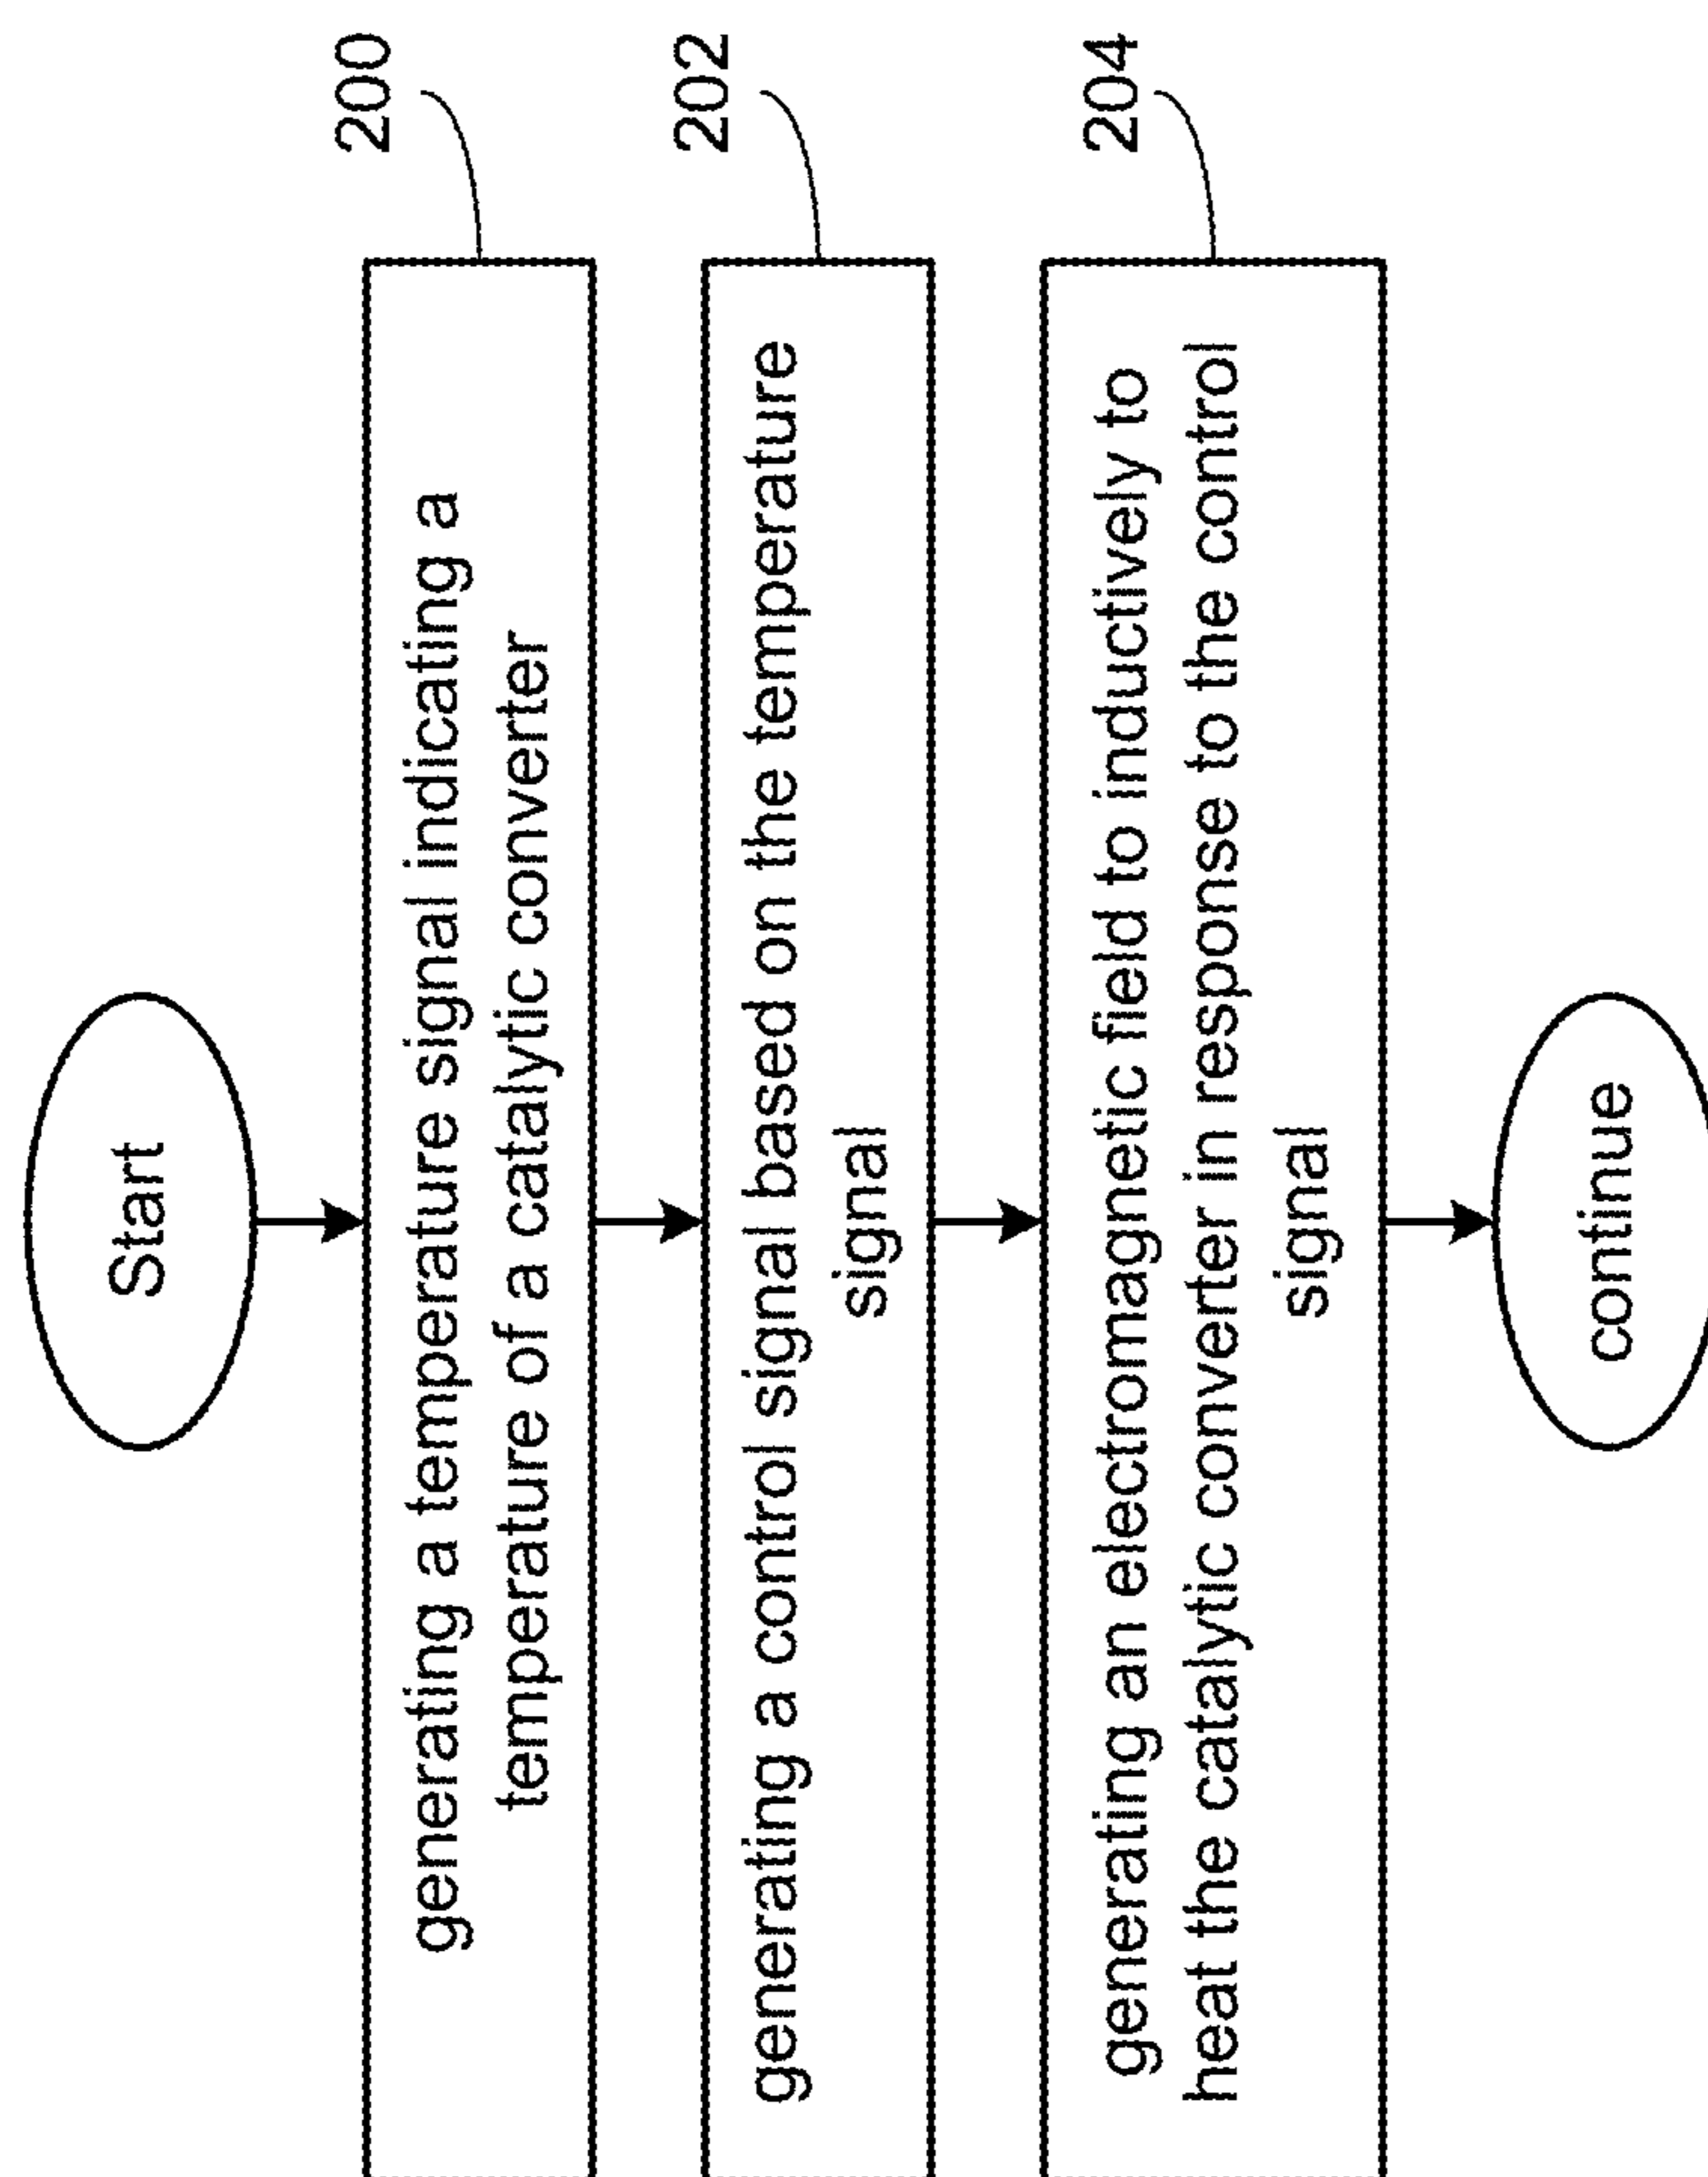 Start
200
generating a temperature signal indicating a
temperature of a catalytic converter
202
generating a control signal based on the temperature
signal
204
generating an electromagnetic field to inductively to
heat the catalytic converter in response to the control
signal
continue